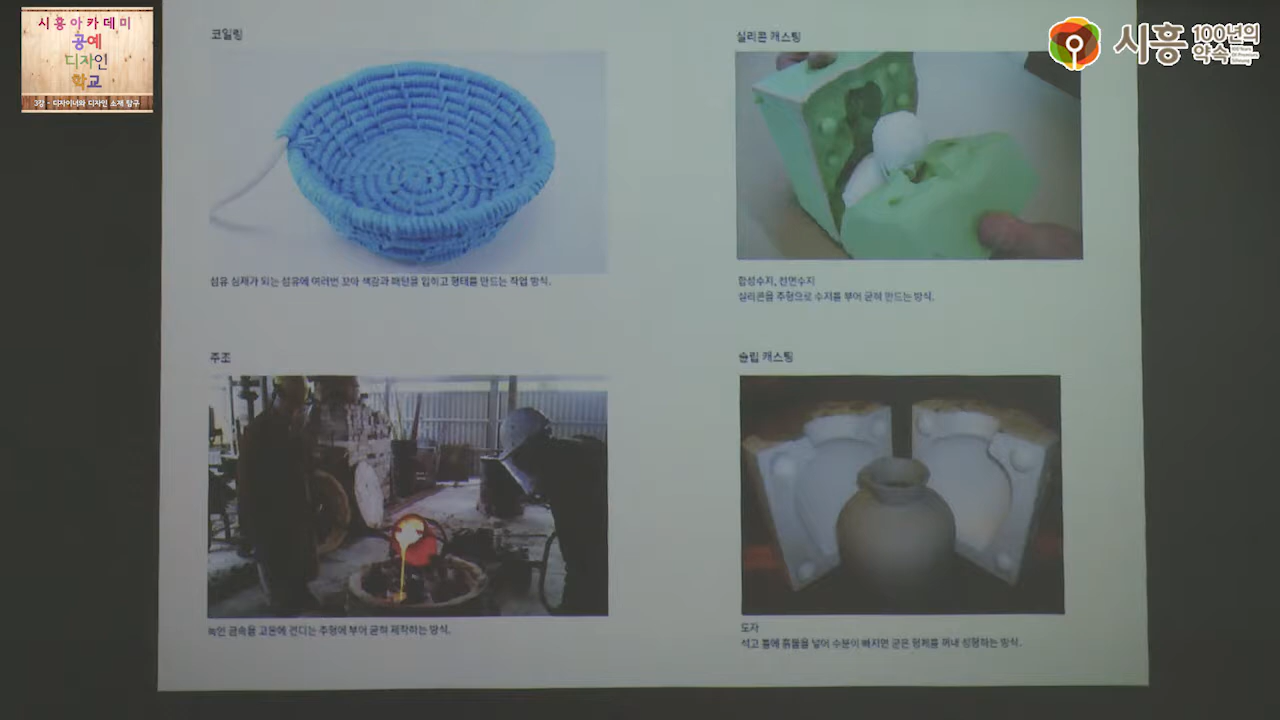 시흥아카데미
공예
디자인
학교
3강 - 디자이너와 디자인 소재 탐구
시흥 100년의 약속
코일링
섬유 심재가 되는 섬유에 여러번 꼬아 색감과 패턴을 입히고 형태를 만드는 작업 방식.
실리콘 캐스팅
합성수지, 천연수지
실리콘을 주형으로 수지를 부어 굳혀 만드는 방식.
주조
녹인 금속을 고온에 견디는 주형에 부어 굳혀 제작하는 방식.
슬립 캐스팅
도자
석고 틀에 흙물을 넣어 수분이 빠지면 굳은 형체를 꺼내 성형하는 방식.